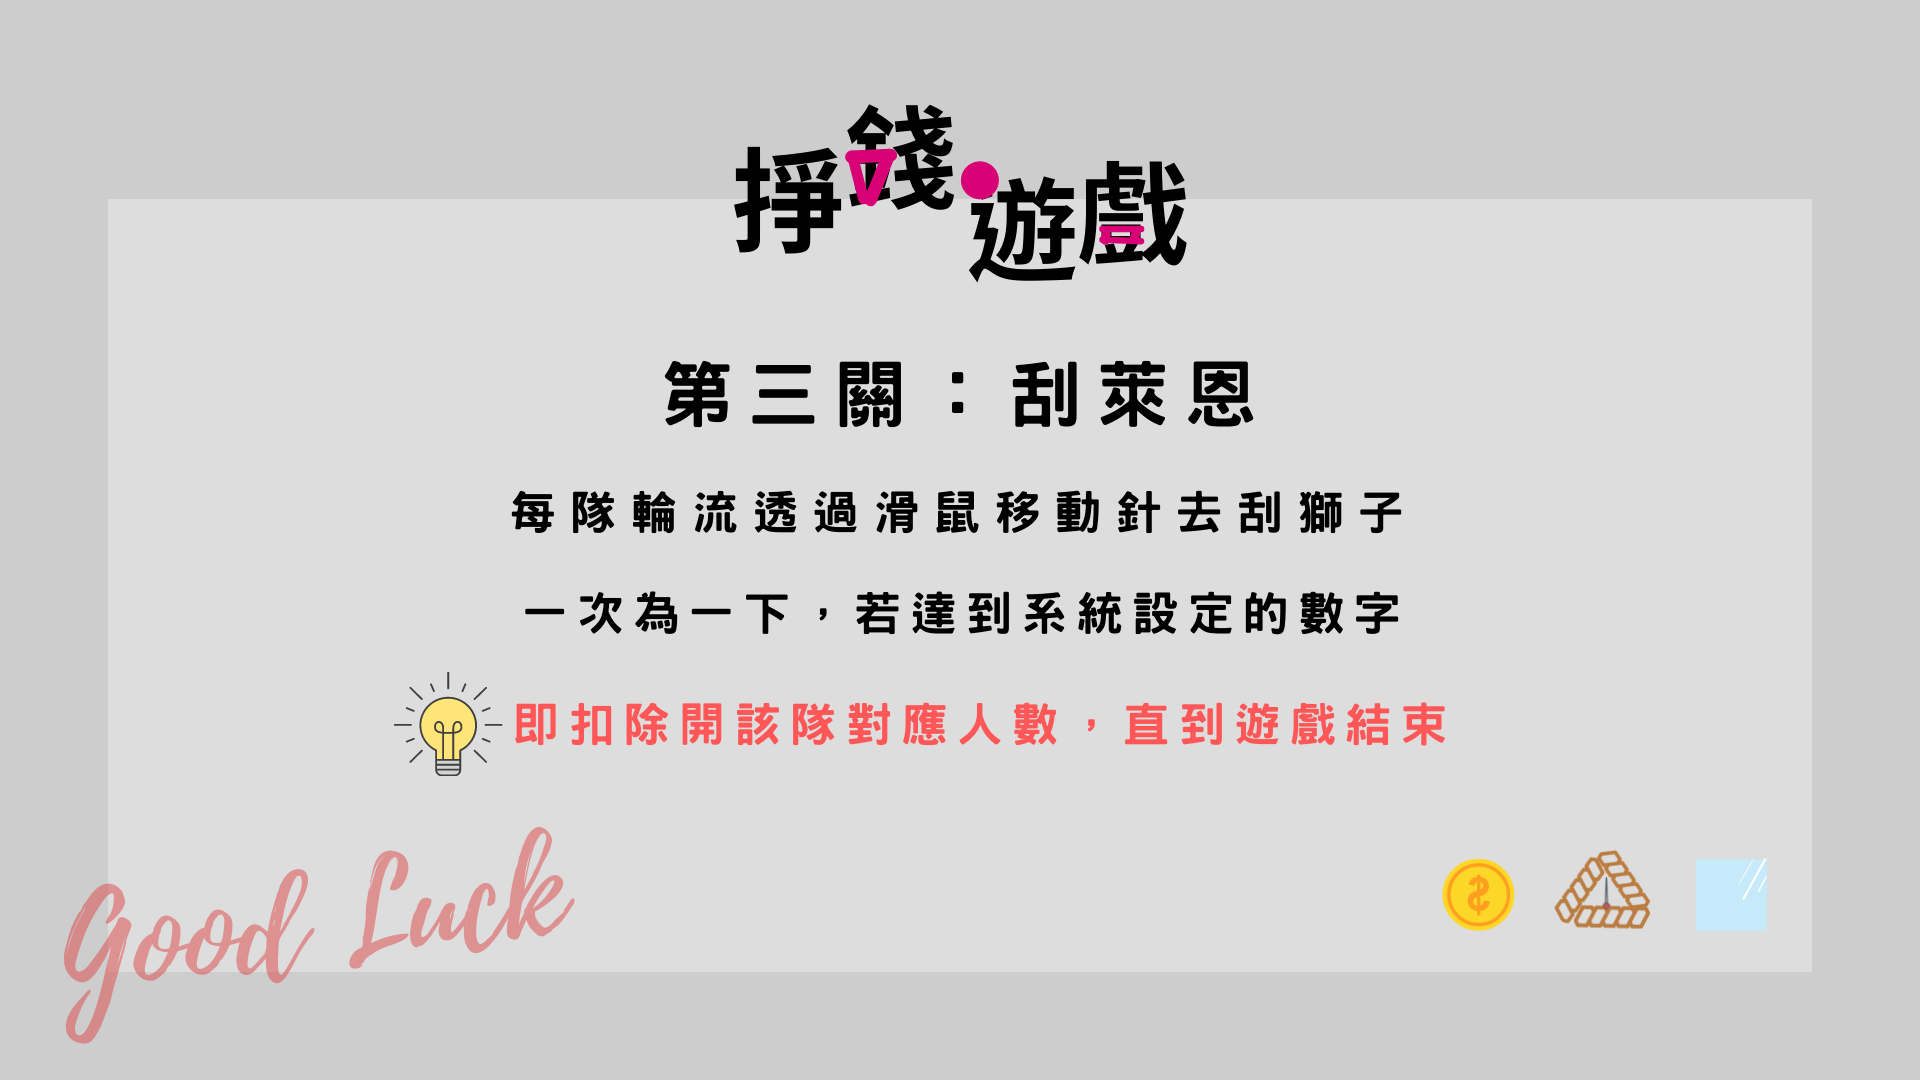 掙錢遊戲
第三關：刮萊恩
每隊輪流透過滑鼠移動針去刮獅子
一次為一下，若達到系統設定的數字
即扣除開該隊對應人數，直到遊戲結束
Good Luck